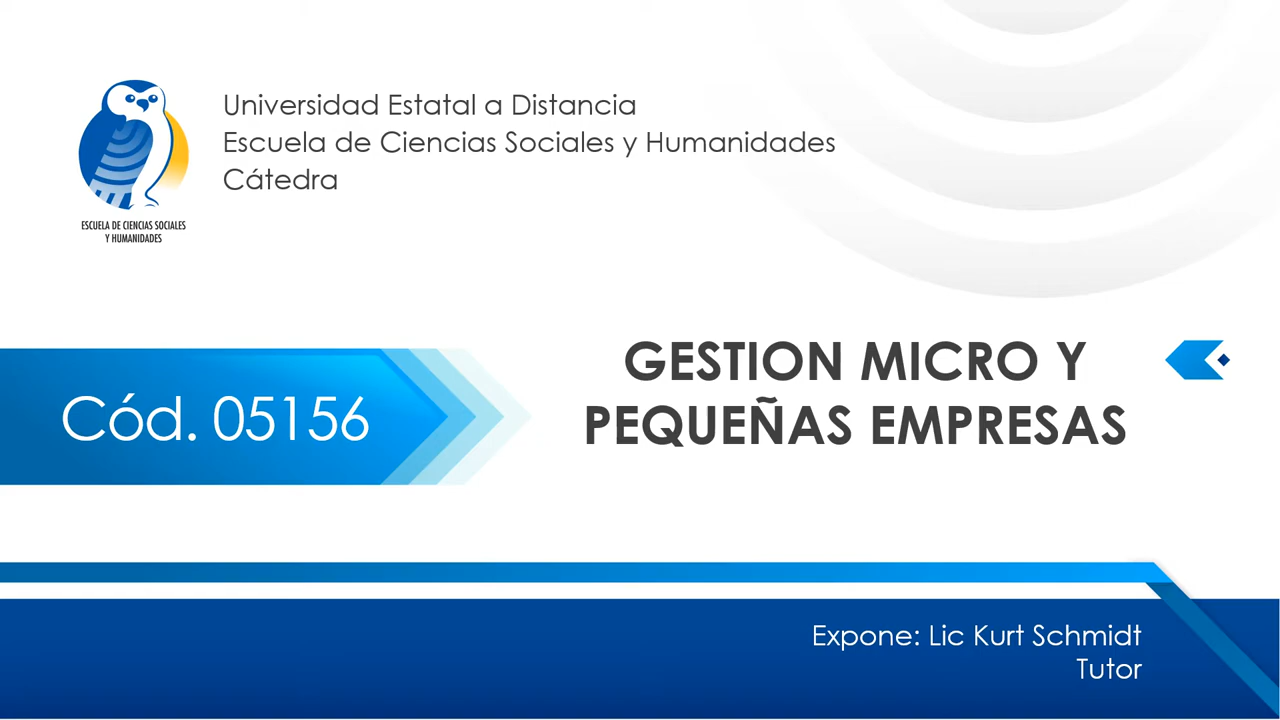 Universidad Estatal a Distancia
Escuela de Ciencias Sociales y Humanidades
Cátedra
ESCUELA DE CIENCIAS SOCIALES
Y HUMANIDADES
Cód. 05156
GESTION MICRO Y
PEQUEÑAS EMPRESAS
Expone: Lic Kurt Schmidt
Tutor